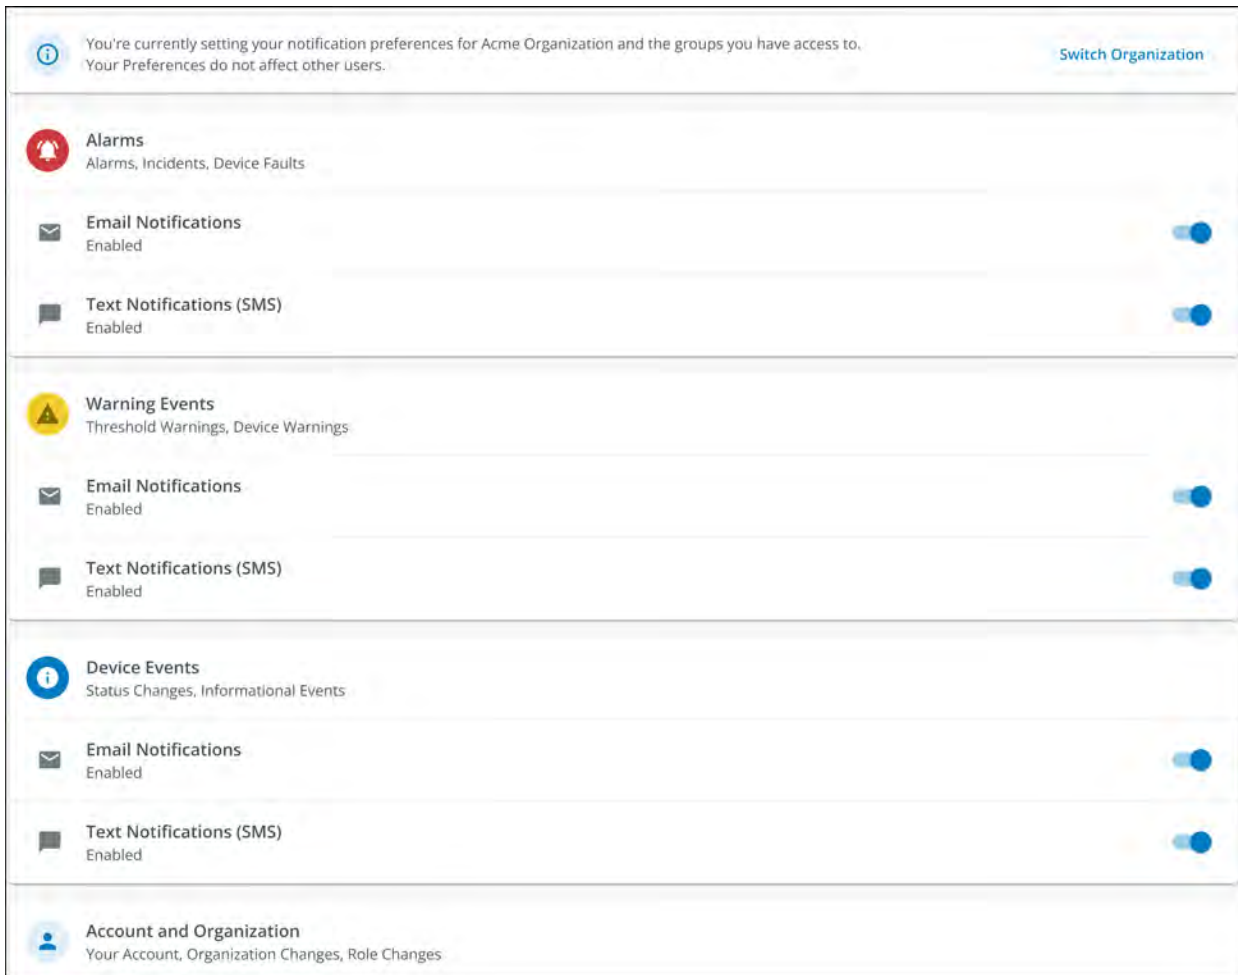 You're currently setting your notification preferences for Acme Organization and the groups you have access to.
Your Preferences do not affect other users.
Switch Organization
Alarms
Alarms, Incidents, Device Faults
Email Notifications
Enabled
Text Notifications (SMS)
Enabled
Warning Events
Threshold Warnings, Device Warnings
Email Notifications
Enabled
Text Notifications (SMS)
Enabled
Device Events
Status Changes, Informational Events
Email Notifications
Enabled
Text Notifications (SMS)
Enabled
Account and Organization
Your Account, Organization Changes, Role Changes